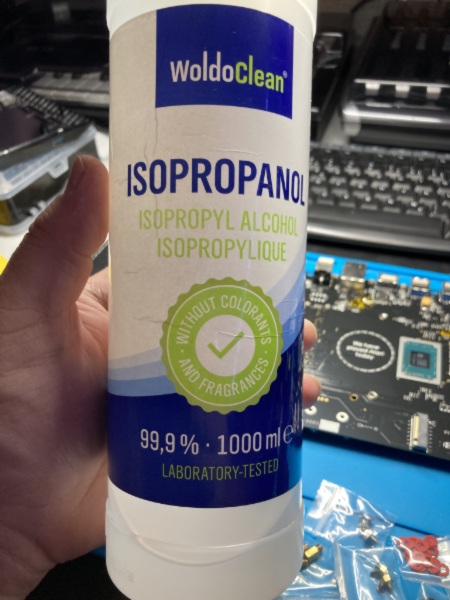 woldoClean®
ISOPROPANOL
ISOPROPYL ALCOHOL
ISOPROPYLIQUE
WITHOUT COLORANTS
AND FRAGRANCES
99,9 % · 1000 ml e
LABORATORY-TESTED